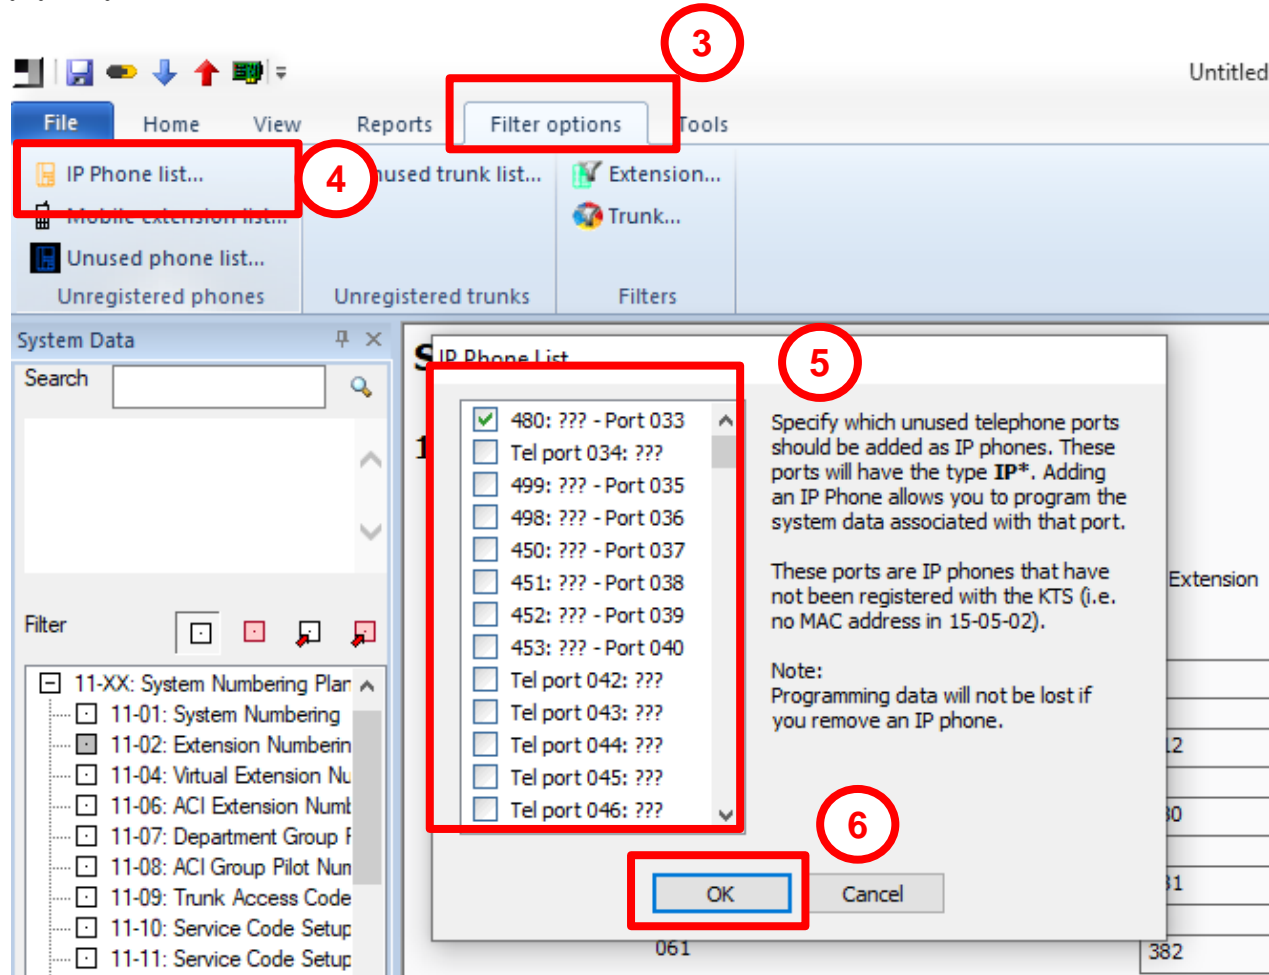 3
Untitled
File Home View Reports Filter options Tools
IP Phone list...
4
used trunk list...
Extension...
Mobile extension list...
Trunk...
Unused phone list...
Unregistered phones
Unregistered trunks
Filters
System Data
Search
Filter
11-XX: System Numbering Plan
11-01: System Numbering
11-02: Extension Numberin
11-04: Virtual Extension Nu
11-06: ACI Extension Numb
11-07: Department Group P
11-08: ACI Group Pilot Num
11-09: Trunk Access Code
11-10: Service Code Setup
11-11: Service Code Setup
S
1
IP Phone List
5
480: ??? - Port 033
Tel port 034: ???
499: ??? - Port 035
498: ??? - Port 036
450: ??? - Port 037
451: ??? - Port 038
452: ??? - Port 039
453: ??? - Port 040
Tel port 042: ???
Tel port 043: ???
Tel port 044: ???
Tel port 045: ???
Tel port 046: ???
Specify which unused telephone ports
should be added as IP phones. These
ports will have the type IP*. Adding
an IP Phone allows you to program the
system data associated with that port.
These ports are IP phones that have
not been registered with the KTS (i.e.
no MAC address in 15-05-02).
Note:
Programming data will not be lost if
you remove an IP phone.
6
OK
Cancel
Extension
12
30
31
061
382